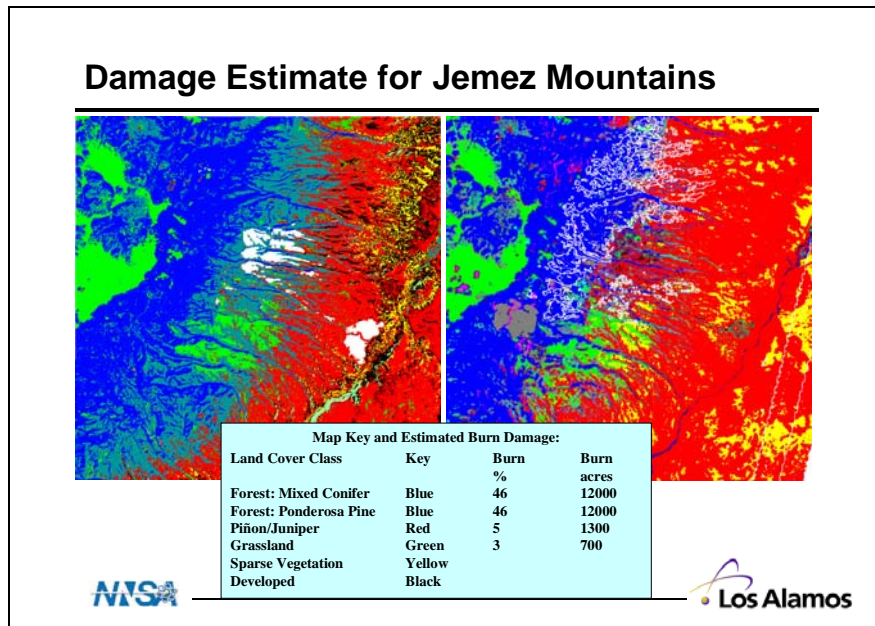 Damage Estimate for Jemez Mountains
Map Key and Estimated Burn Damage:
Land Cover Class Key Burn Burn
% acres
Forest: Mixed Conifer Blue 46 12000
Forest: Ponderosa Pine Blue 46 12000
Piñon/Juniper Red 5 1300
Grassland Green 3 700
Sparse Vegetation Yellow
Developed Black
NNSA
Los Alamos